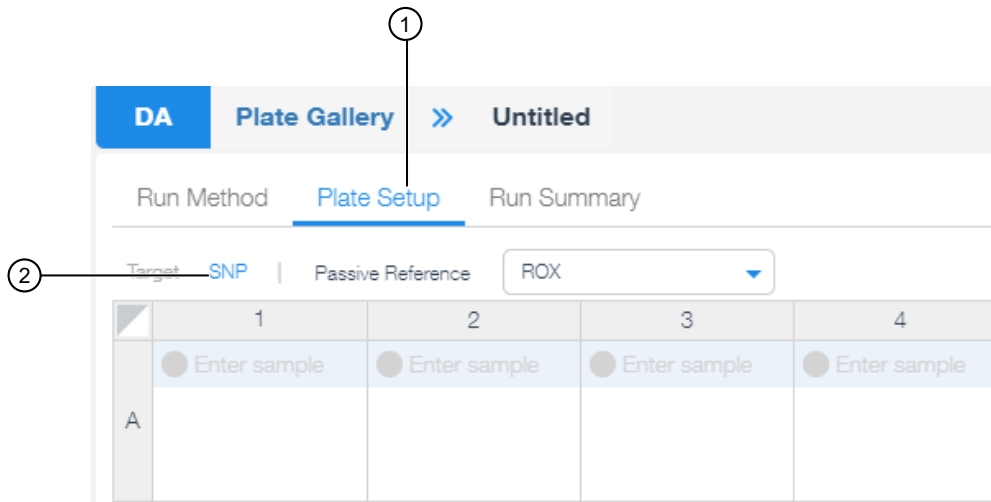 1
DA Plate Gallery » Untitled
Run Method Plate Setup Run Summary
2 Target SNP | Passive Reference ROX
1 2 3 4
Enter sample Enter sample Enter sample Enter sample
A